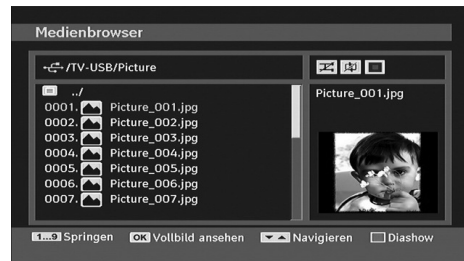 Medienbrowser
/TV-USB/Picture
../
Picture_001.jpg
0001. Picture_001.jpg
0002. Picture_002.jpg
0003. Picture_003.jpg
0004. Picture_004.jpg
0005. Picture_005.jpg
0006. Picture_006.jpg
0007. Picture_007.jpg
1...9 Springen OK Vollbild ansehen Navigieren Diashow